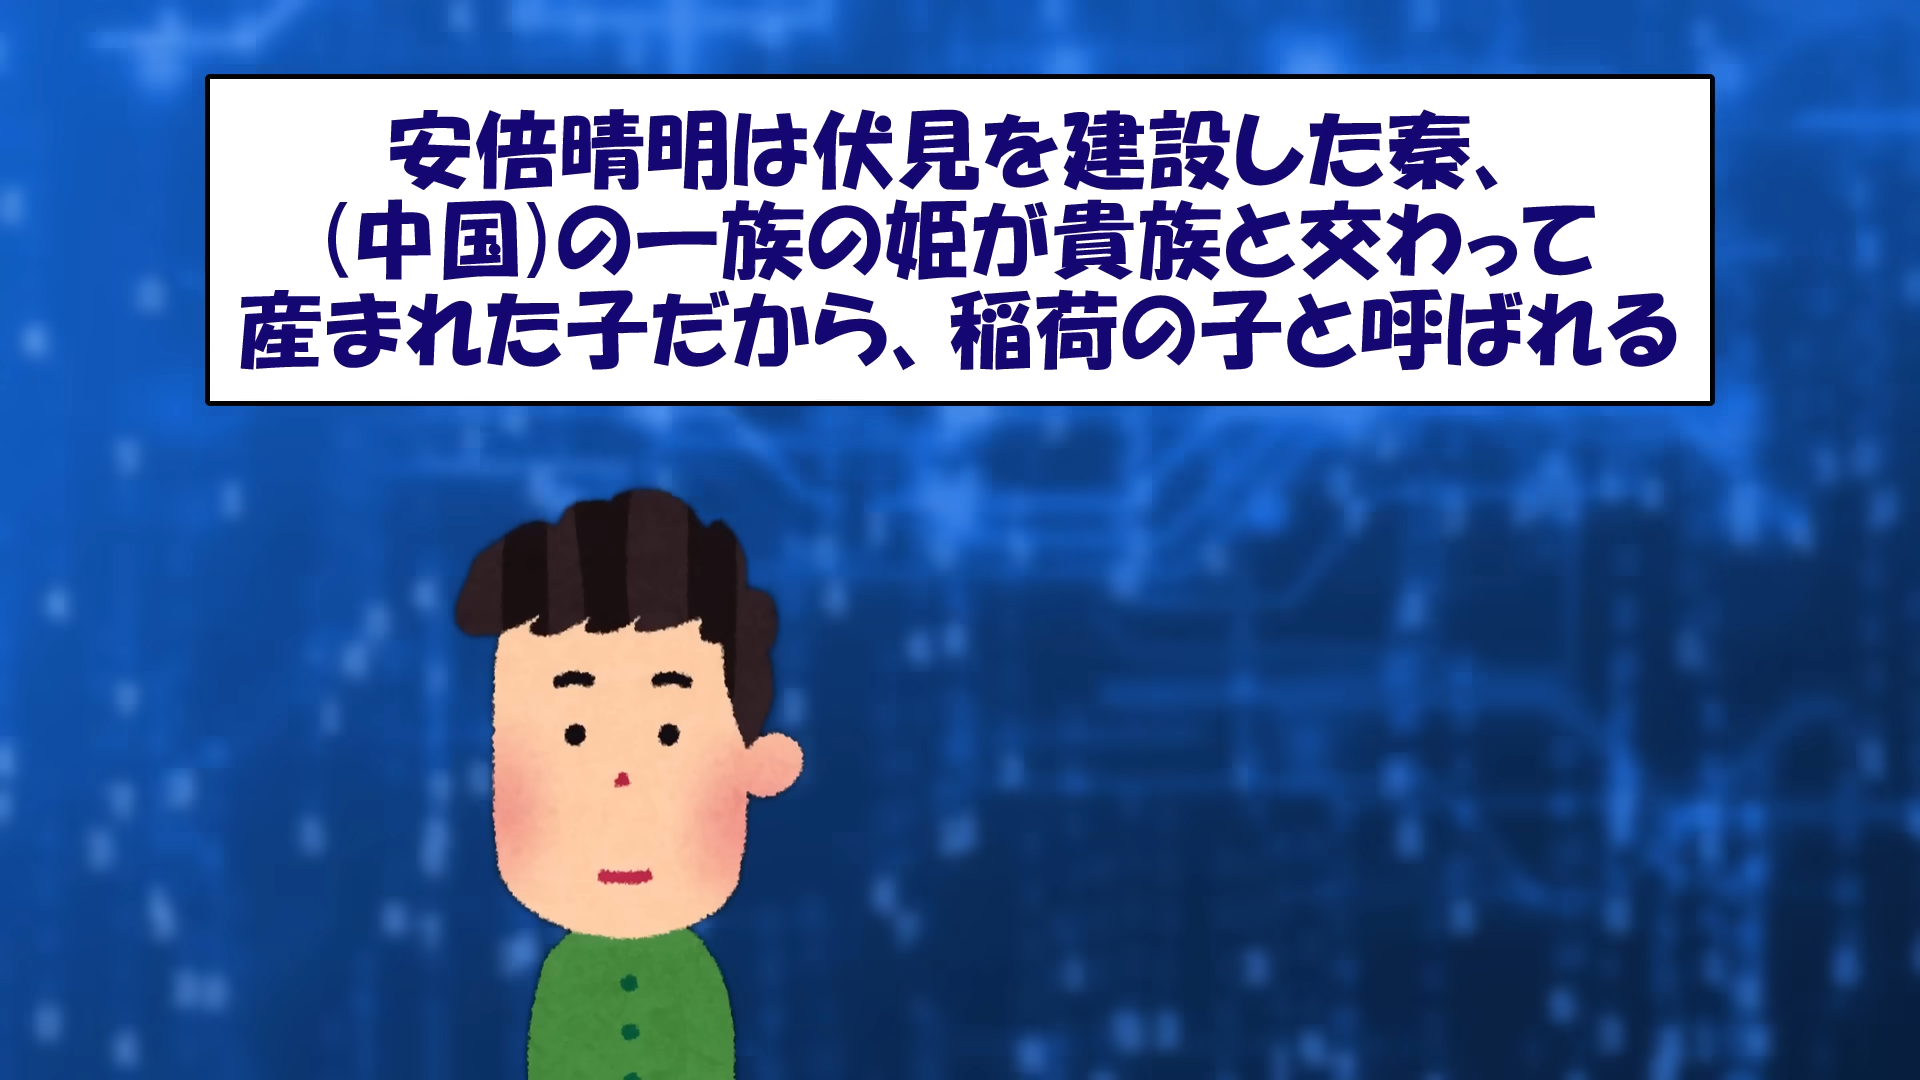 安倍晴明は伏見を建設した秦、
(中国)の一族の姫が貴族と交わって
産まれた子だから、稲荷の子と呼ばれる